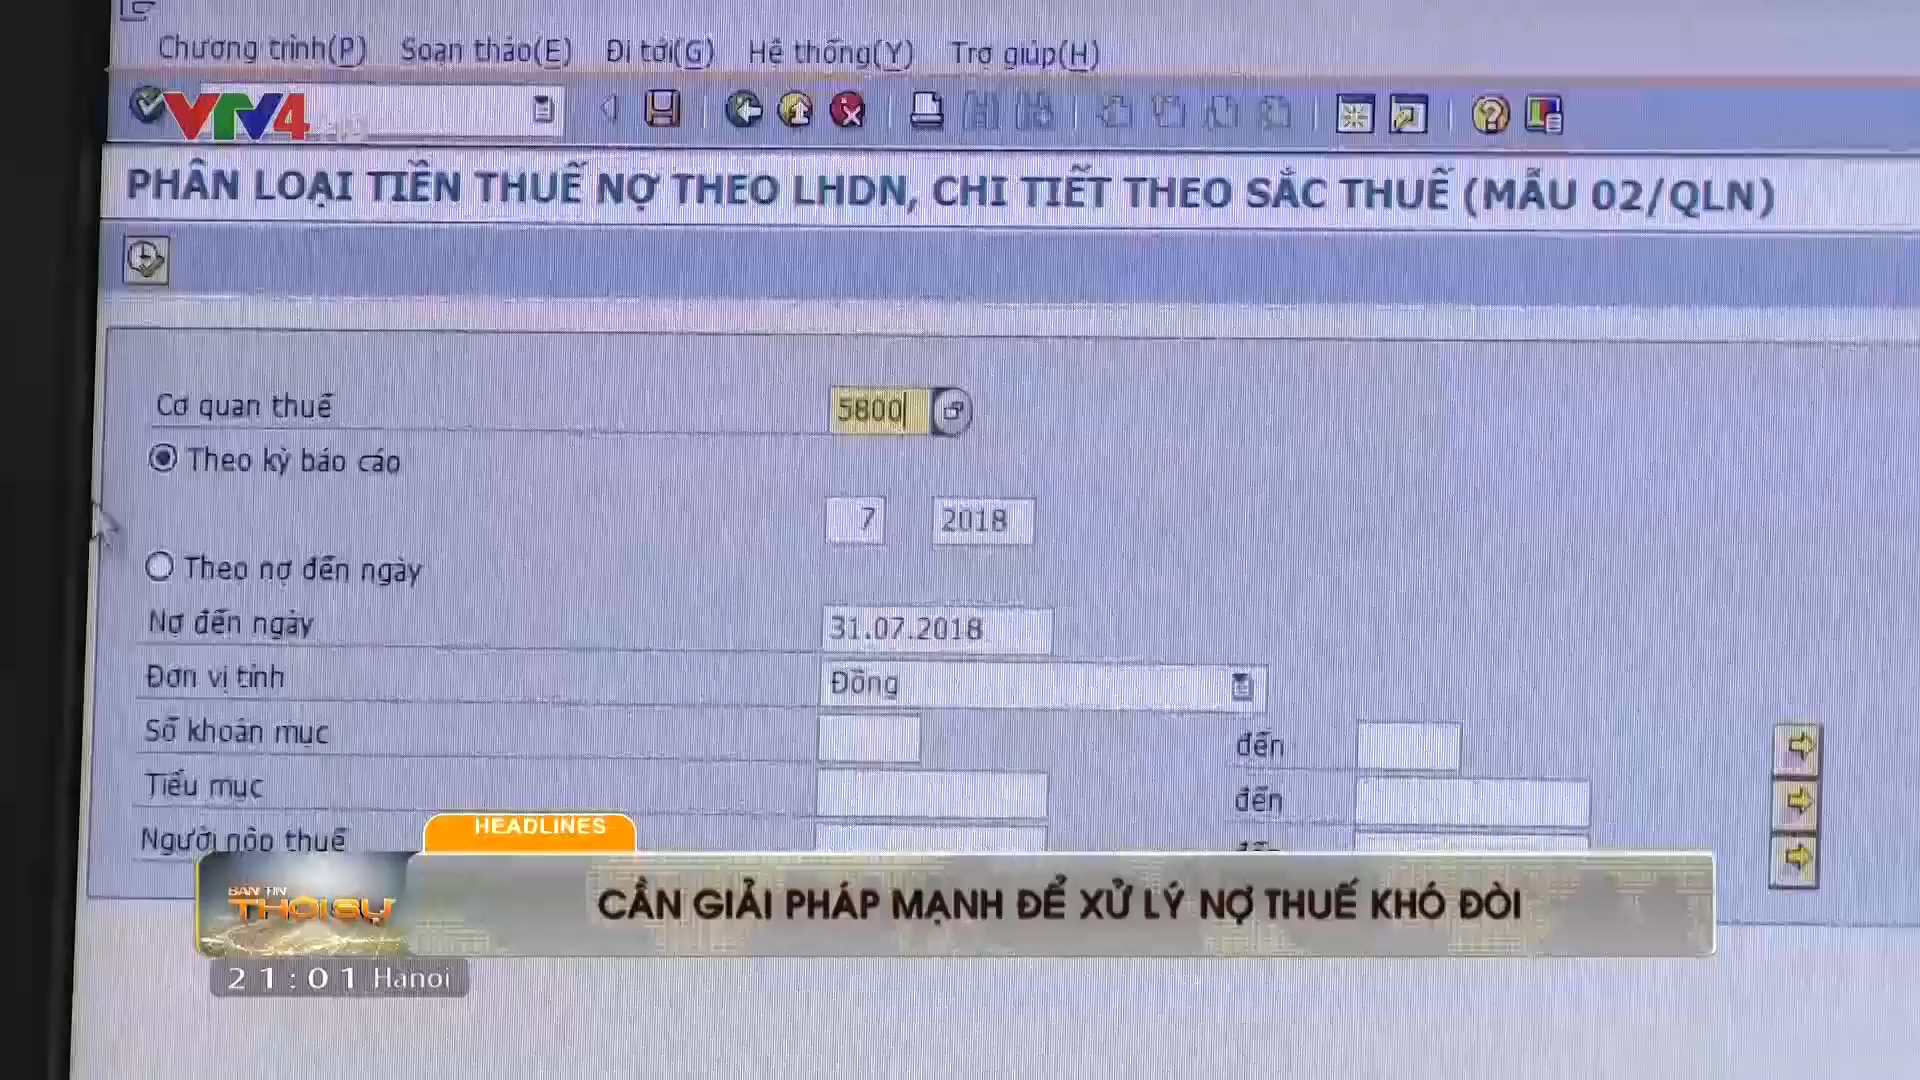 Chương trình(P) Soạn thảo(E) Đi tới(G) Hệ thống(Y) Trợ giúp(H)
VTV4
PHÂN LOẠI TIỀN THUẾ NỢ THEO LHDN, CHI TIẾT THEO SẮC THUẾ (MẪU 02/QLN)
Cơ quan thuế 5800
Theo kỳ báo cáo
7 2018
Theo nợ đến ngày
Nợ đến ngày 31.07.2018
Đơn vị tính Đồng
Số khoản mục đến
Tiểu mục đến
Người nộp thuế
HEADLINES
BẢN TIN
THỜI SỰ
CẦN GIẢI PHÁP MẠNH ĐỂ XỬ LÝ NỢ THUẾ KHÓ ĐÒI
21:01 Hanoi